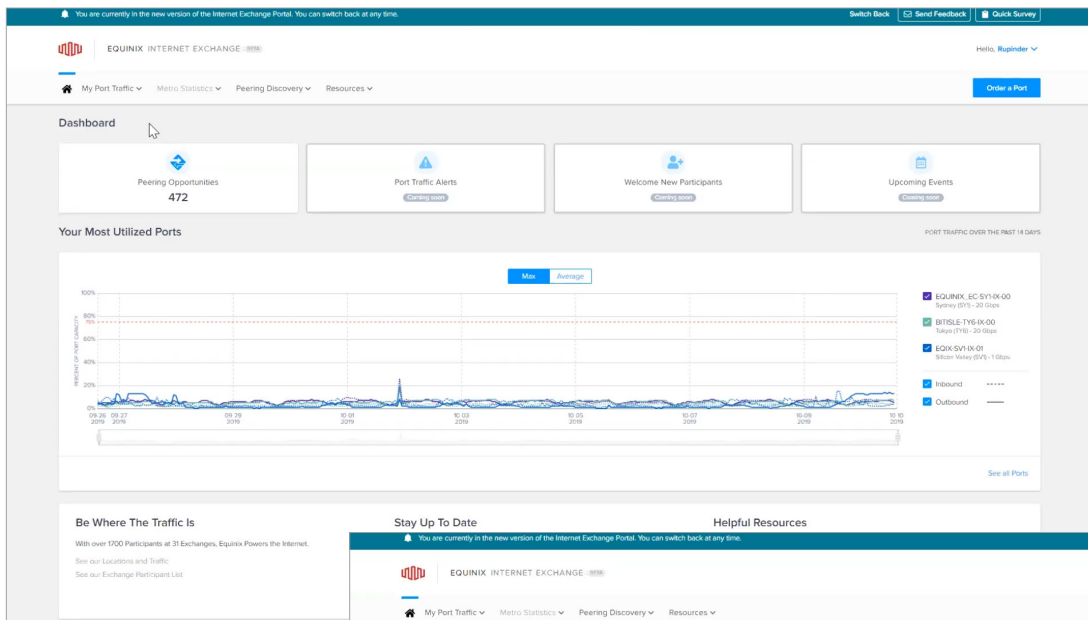 You are currently in the new version of the Internet Exchange Portal. You can switch back at any time.
Switch Back Send Feedback Quick Survey
EQUINIX INTERNET EXCHANGE BETA
Hello, Rupinder
My Port Traffic Metro Statistics Peering Discovery Resources
Order a Port
Dashboard
Peering Opportunities
472
Port Traffic Alerts
Coming soon
Welcome New Participants
Coming soon
Upcoming Events
Coming soon
Your Most Utilized Ports
PORT TRAFFIC OVER THE PAST 14 DAYS
Max Average
PERCENT OF PORT CAPACITY
100%
80%
75%
60%
40%
20%
0%
09-26 09-27 09-29 10-01 10-03 10-05 10-07 10-09 10-10
2019 2019 2019 2019 2019 2019 2019 2019
EQUINIX_EC-SY1-IX-00
Sydney (SY1) - 20 Gbps
BITISLE-TY6-IX-00
Tokyo (TY6) - 20 Gbps
EQIX-SV1-IX-01
Silicon Valley (SV1) - 1 Gbps
Inbound
Outbound
See all Ports
Be Where The Traffic Is
With over 1700 Participants at 31 Exchanges, Equinix Powers the Internet.
See our Locations and Traffic
See our Exchange Participant List
Stay Up To Date
Helpful Resources
You are currently in the new version of the Internet Exchange Portal. You can switch back at any time.
EQUINIX INTERNET EXCHANGE BETA
My Port Traffic Metro Statistics Peering Discovery Resources